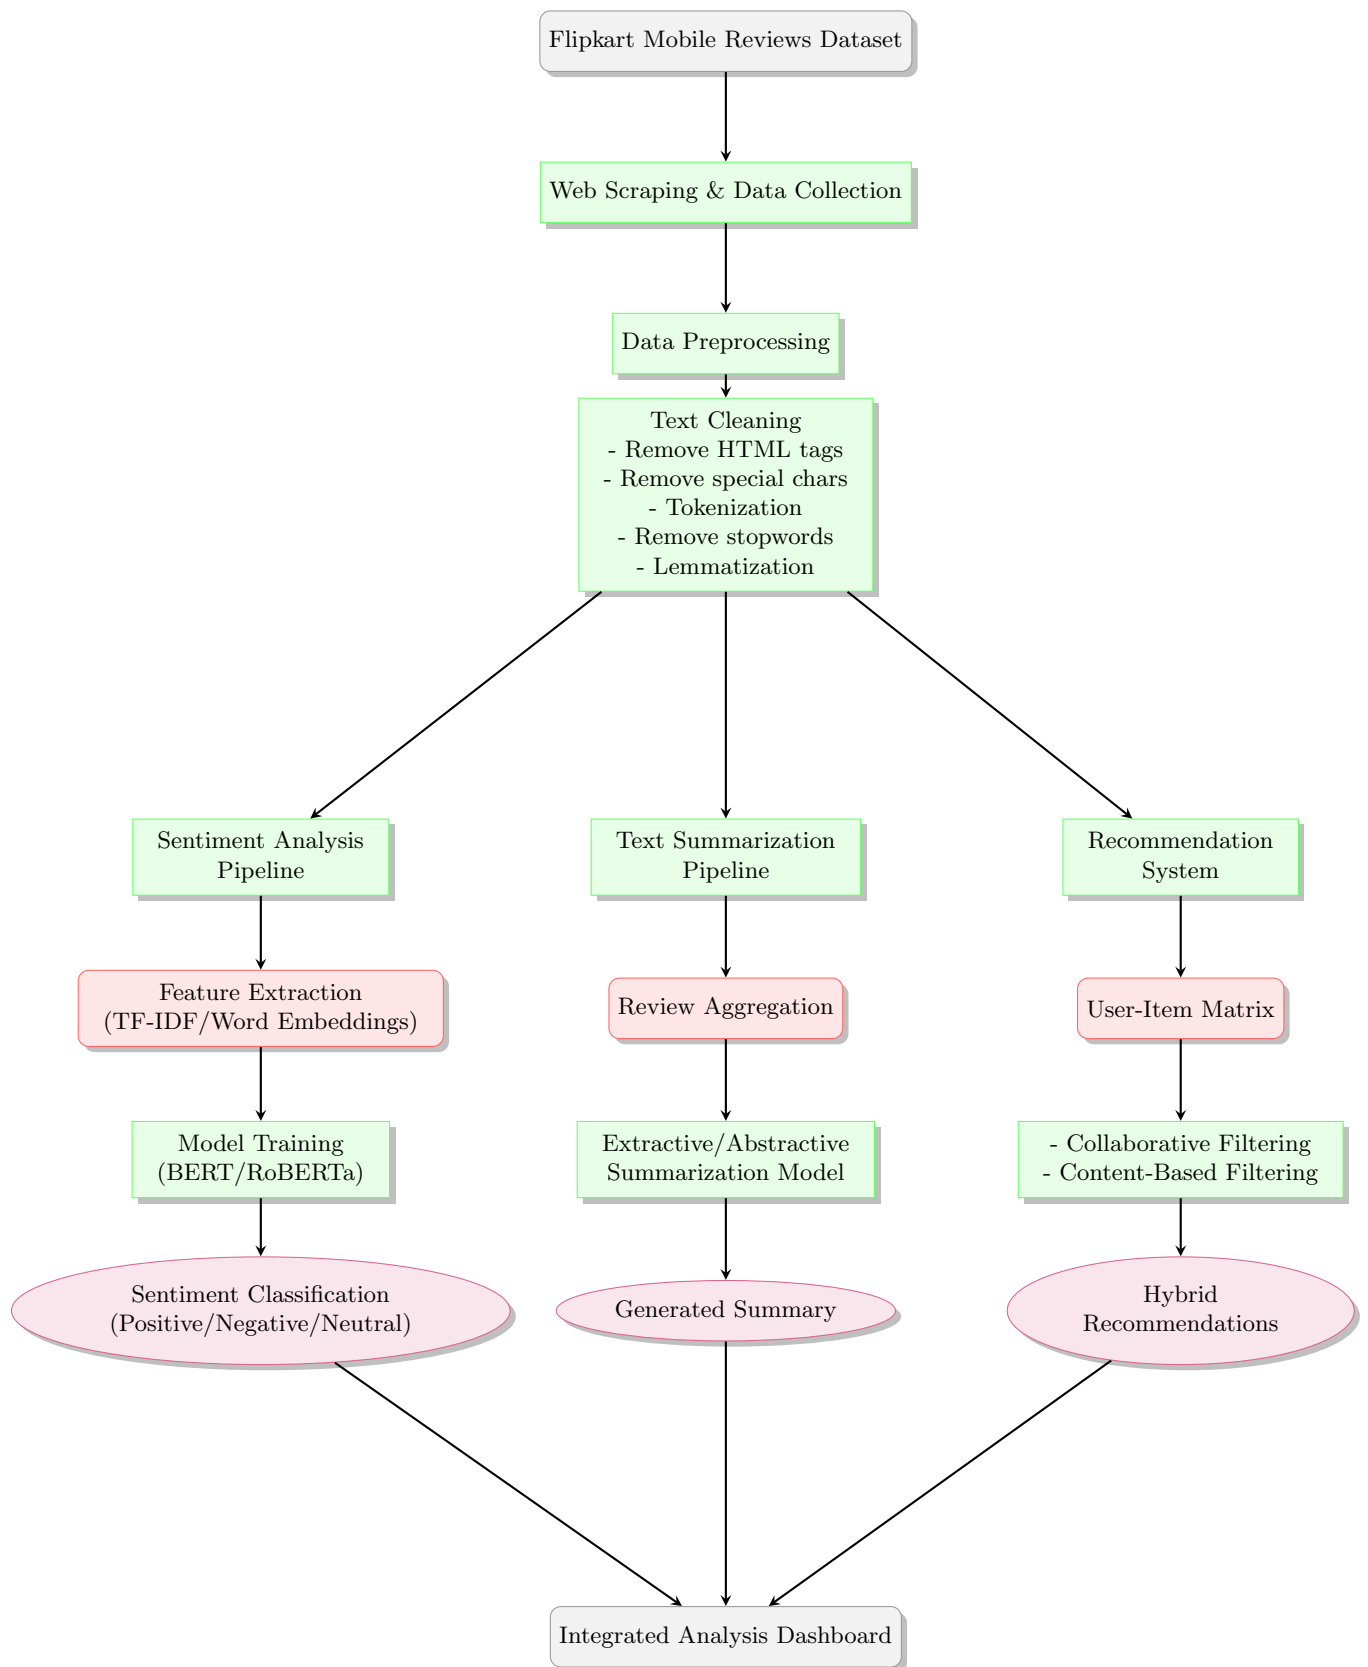 Flipkart Mobile Reviews Dataset
Web Scraping & Data Collection
Data Preprocessing
Text Cleaning
- Remove HTML tags
- Remove special chars
- Tokenization
- Remove stopwords
- Lemmatization
Sentiment Analysis
Pipeline
Text Summarization
Pipeline
Recommendation
System
Feature Extraction
(TF-IDF/Word Embeddings)
Review Aggregation
User-Item Matrix
Model Training
(BERT/RoBERTa)
Extractive/Abstractive
Summarization Model
- Collaborative Filtering
- Content-Based Filtering
Sentiment Classification
(Positive/Negative/Neutral)
Generated Summary
Hybrid
Recommendations
Integrated Analysis Dashboard